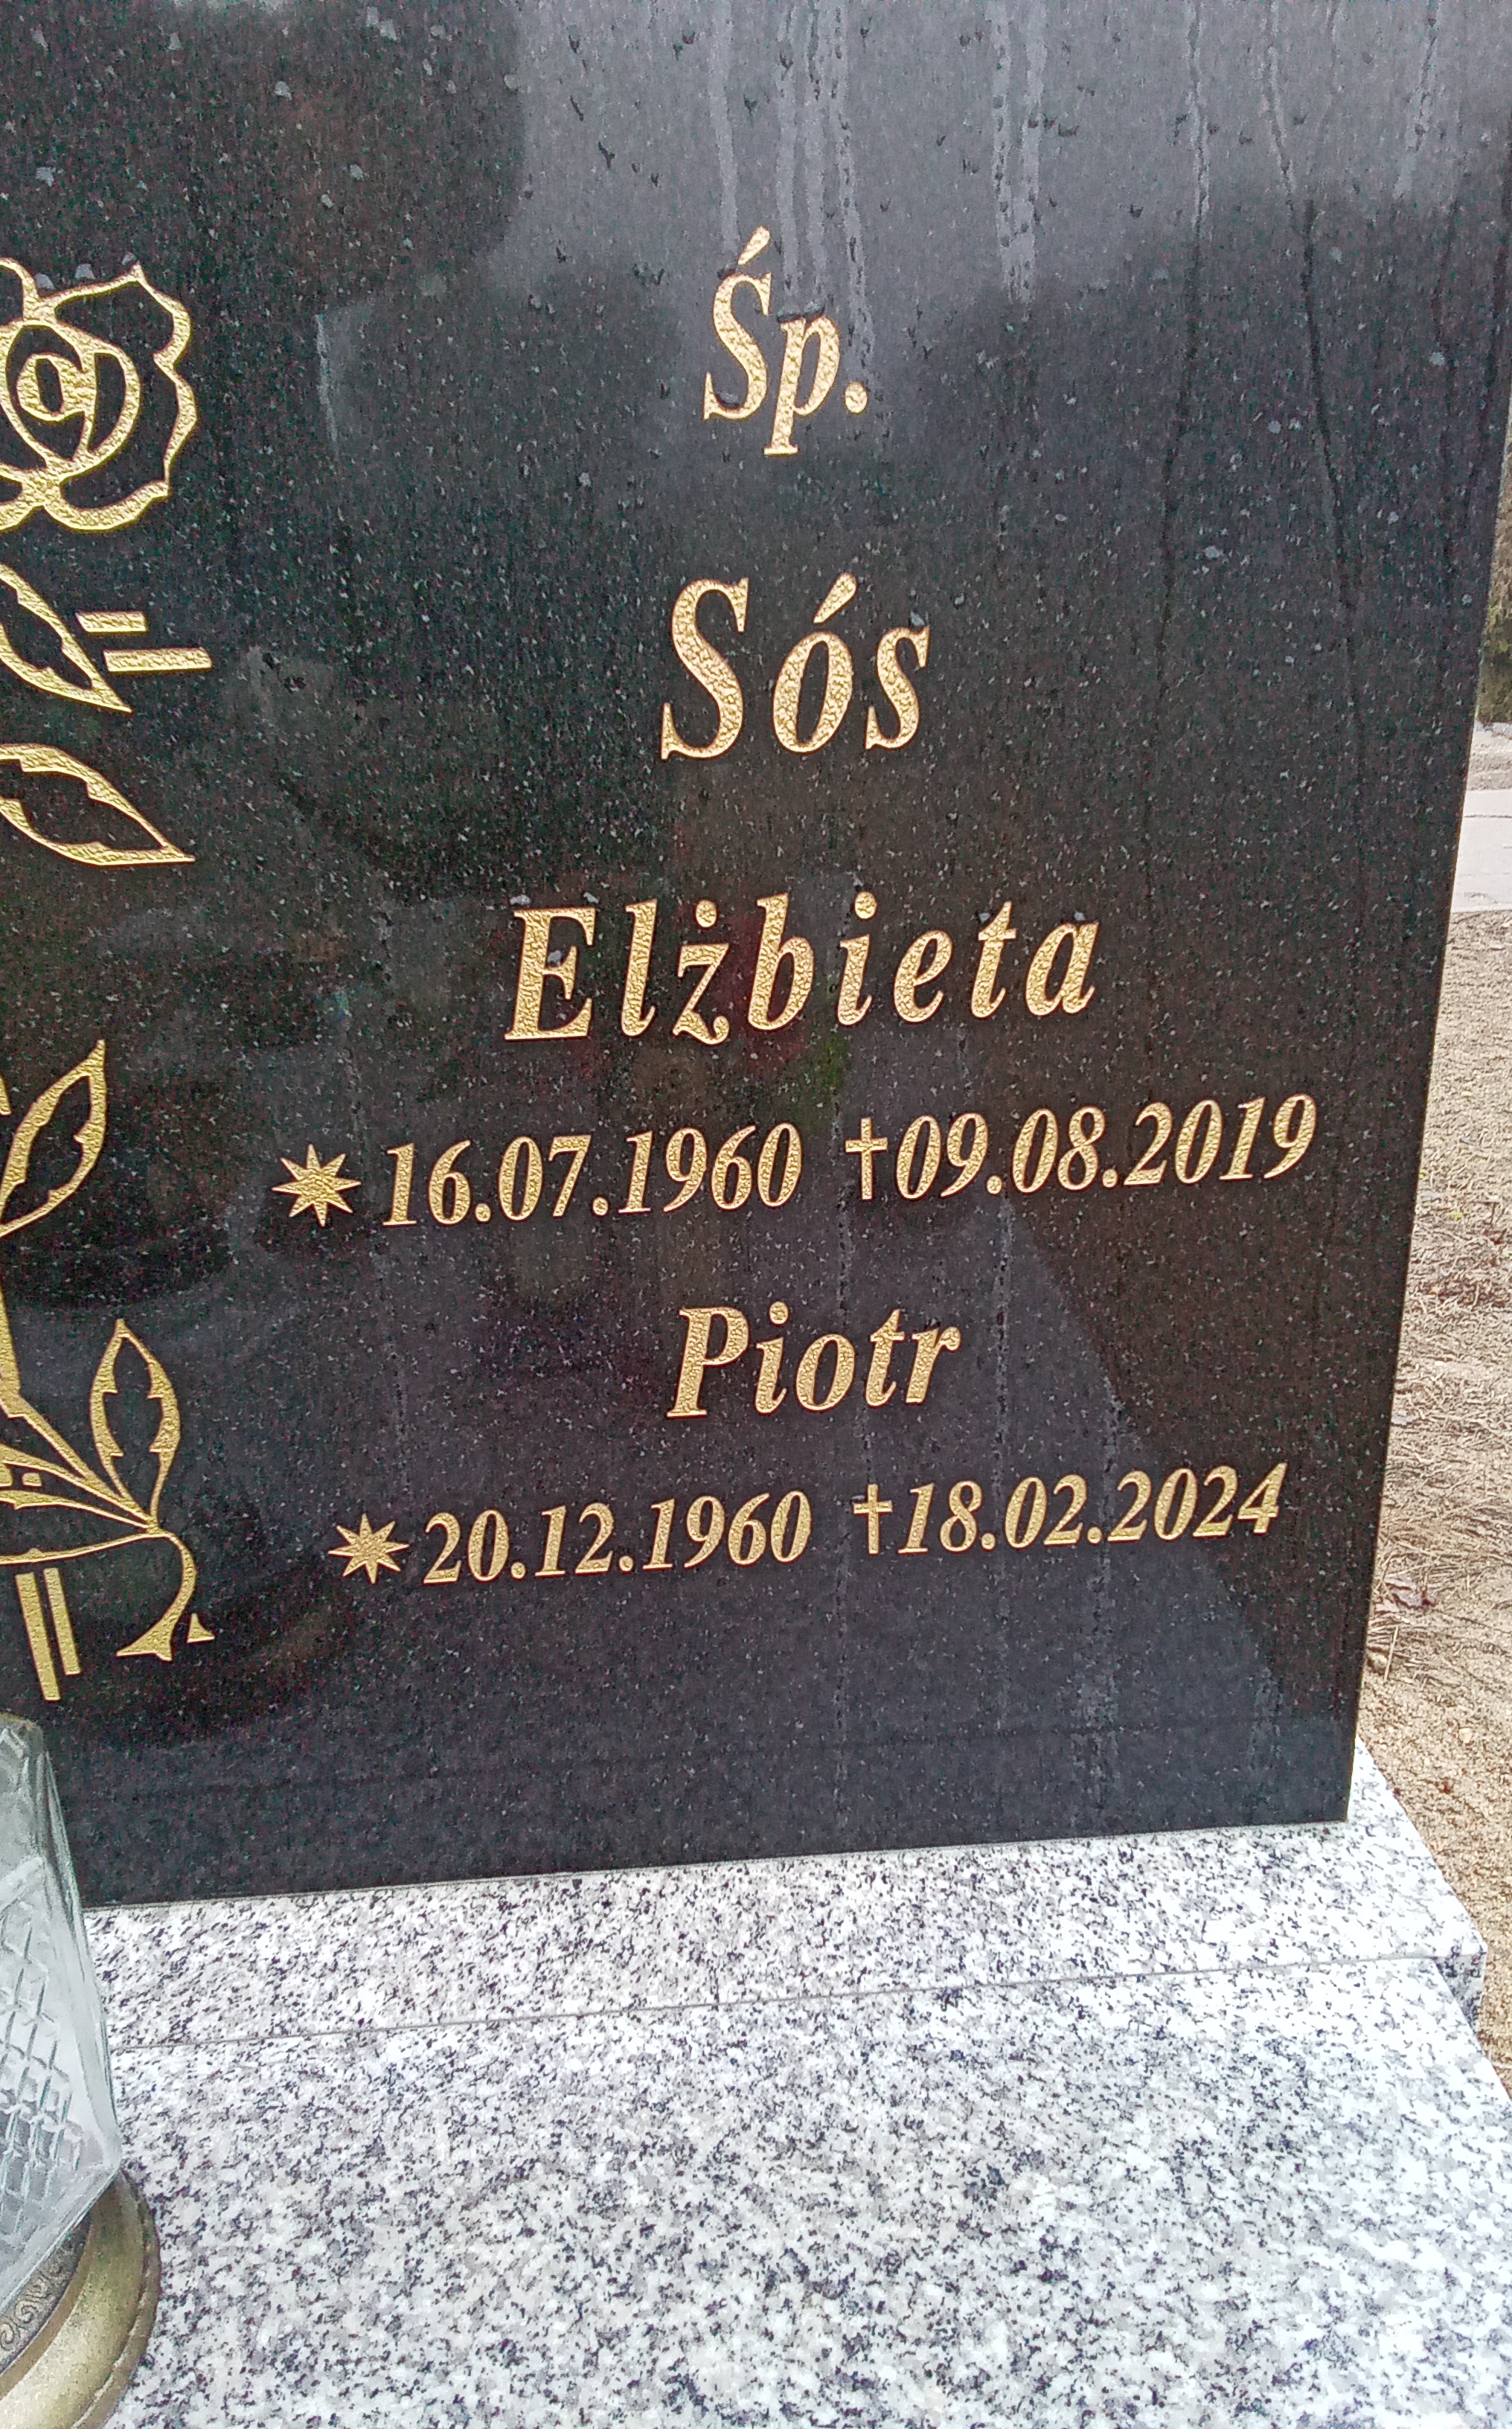 Śp.
Sós
Elżbieta
✴16.07.1960 †09.08.2019
Piotr
✴20.12.1960 †18.02.2024